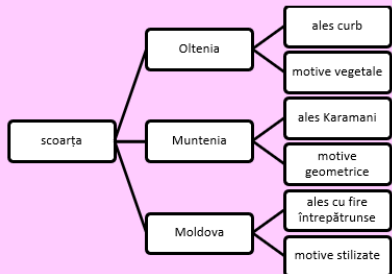 scoarța
Oltenia
ales curb
motive vegetale
Muntenia
ales Karamani
motive
geometrice
Moldova
ales cu fire
întrepătrunse
motive stilizate